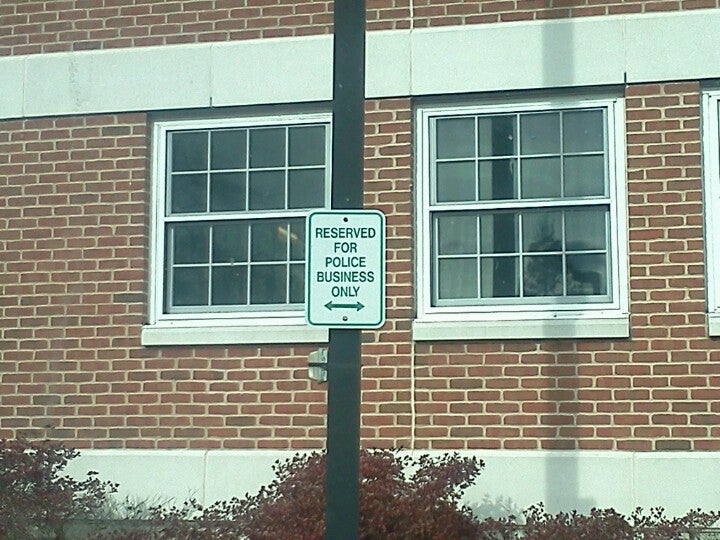 RESERVED
FOR
POLICE
BUSINESS
ONLY